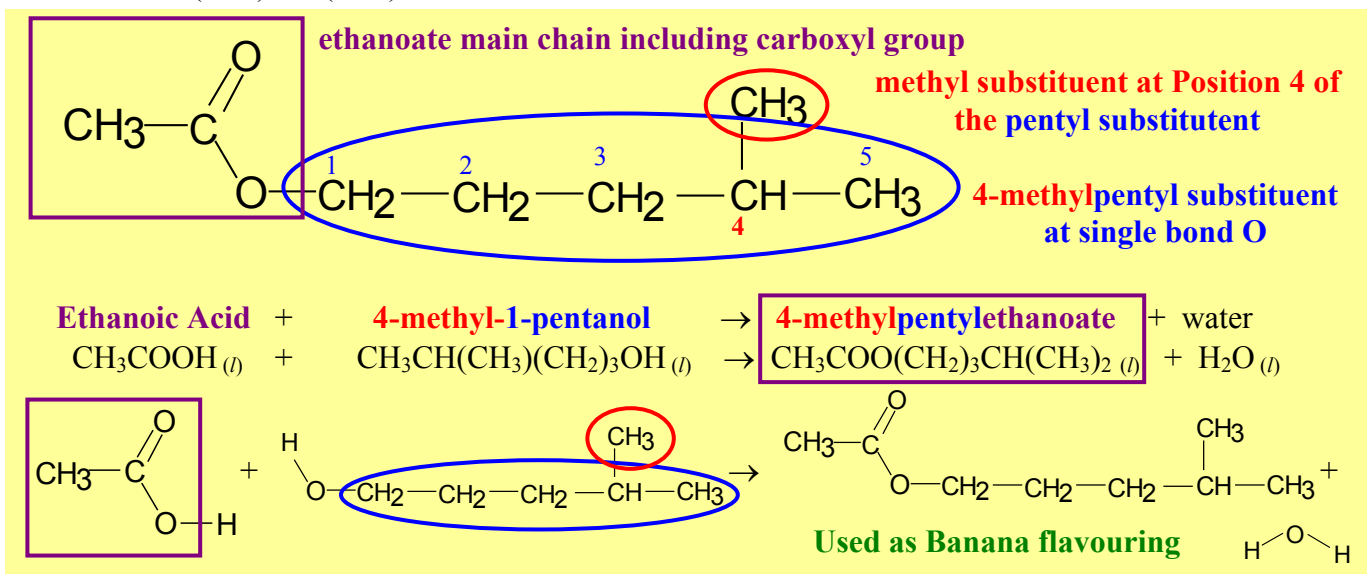 ethanoate main chain including carboxyl group
methyl substituent at Position 4 of
the pentyl substitutent
4-methylpentyl substituent
at single bond O
O
CH3
CH3
C
O
1
2
3
5
CH2
CH2
CH2
CH
CH3
4
Ethanoic Acid + 4-methyl-1-pentanol → 4-methylpentylethanoate + water
CH₃COOH (l) + CH₃CH(CH₃)(CH₂)₃OH (l) → CH₃COO(CH₂)₃CH(CH₃)₂ (l) + H₂O (l)
O
CH3
C
O
H
+
H
O
CH2
CH2
CH2
CH
CH3
CH3
→
O
CH3
C
O
CH2
CH2
CH2
CH
CH3
CH3
+
Used as Banana flavouring
H
O
H